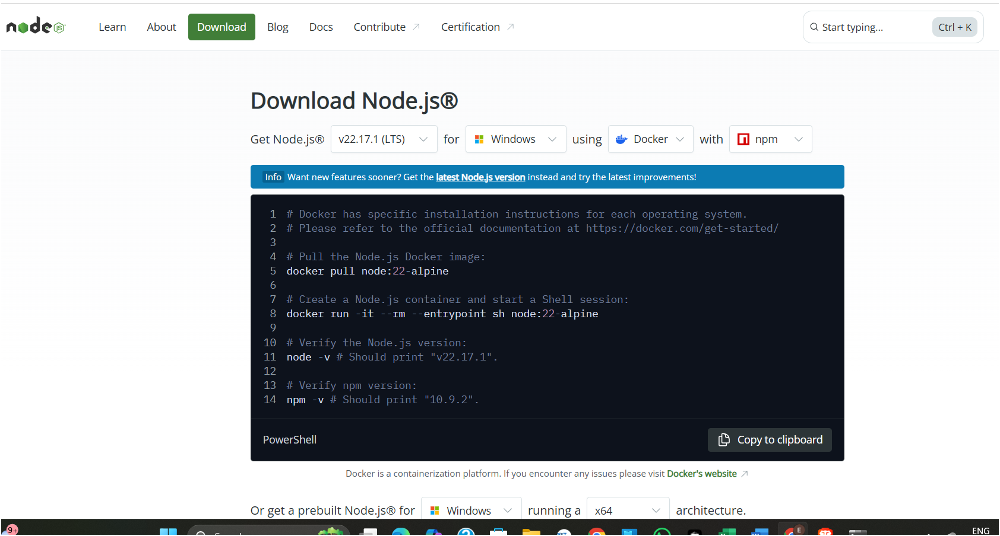 node JS
Learn About Download Blog Docs Contribute Certification Start typing... Ctrl + K
Download Node.js®
Get Node.js® v22.17.1 (LTS) for Windows using Docker with npm
Info Want new features sooner? Get the latest Node.js version instead and try the latest improvements!
1 # Docker has specific installation instructions for each operating system.
2 # Please refer to the official documentation at https://docker.com/get-started/
3
4 # Pull the Node.js Docker image:
5 docker pull node:22-alpine
6
7 # Create a Node.js container and start a Shell session:
8 docker run -it --rm --entrypoint sh node:22-alpine
9
10 # Verify the Node.js version:
11 node -v # Should print "v22.17.1".
12
13 # Verify npm version:
14 npm -v # Should print "10.9.2".
PowerShell Copy to clipboard
Docker is a containerization platform. If you encounter any issues please visit Docker's website
Or get a prebuilt Node.js® for Windows running a x64 architecture.
9+ E ENG